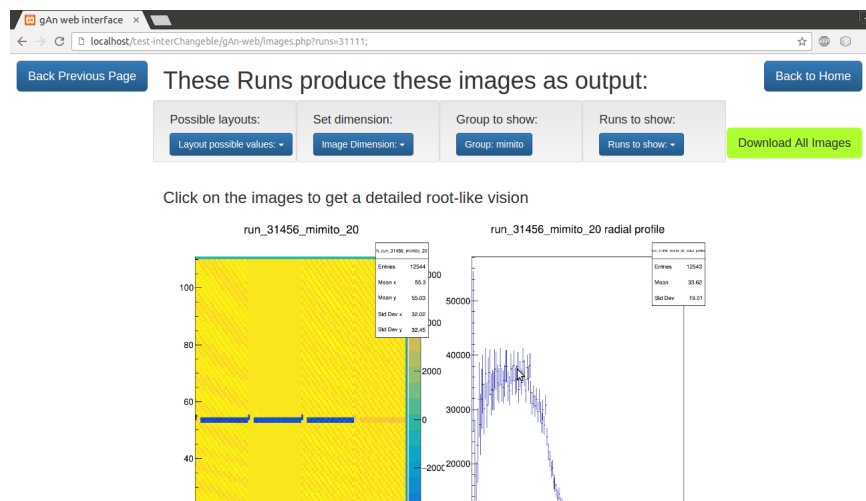 gAn web interface
localhost/test-interChangeble/gAn-web/images.php?runs=31111;
Back Previous Page
These Runs produce these images as output:
Back to Home
Possible layouts:
Set dimension:
Group to show:
Runs to show:
Layout possible values:
Image Dimension:
Group: mimito
Runs to show:
Download All Images
Click on the images to get a detailed root-like vision
run_31456_mimito_20
run_31456_mimito_20 radial profile
h_run_31456_mimito_20
Entries 12544
Mean x 55.3
Mean y 55.03
Std Dev x 32.02
Std Dev y 32.45
Entries 12543
Mean 33.62
Std Dev 19.01
100
80
60
40
2000
0
50000
40000
30000
20000